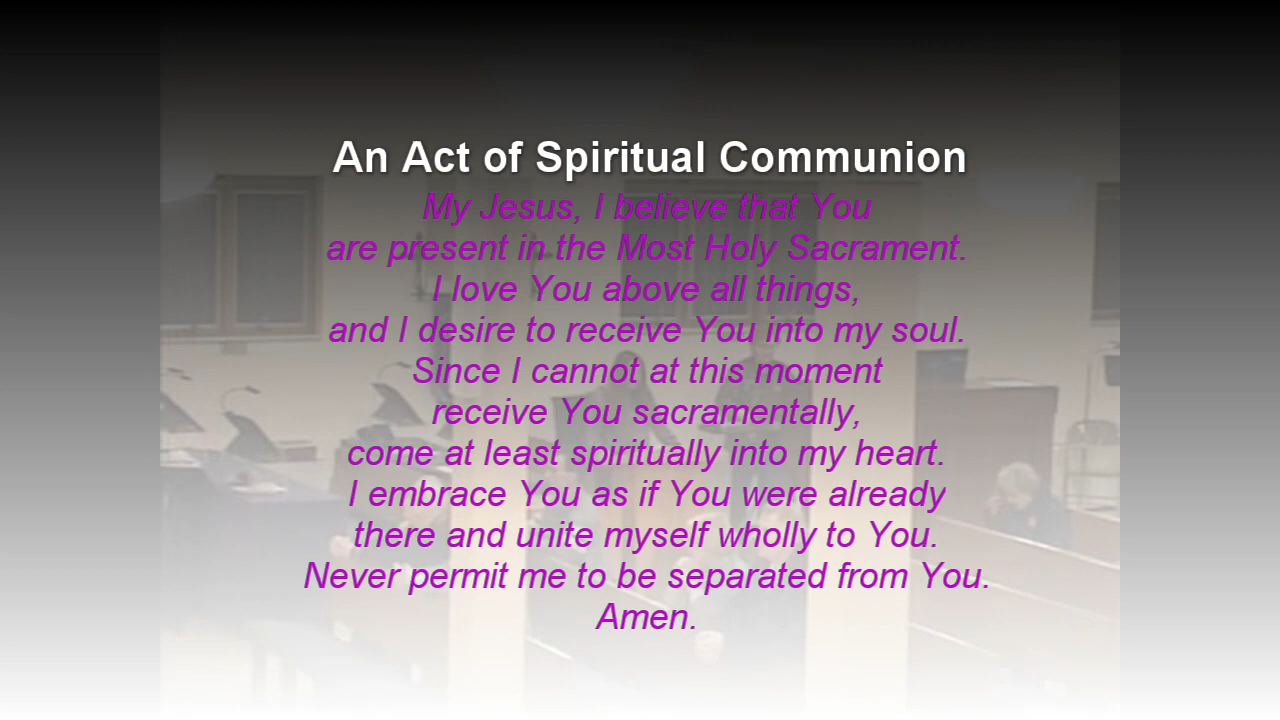 An Act of Spiritual Communion
My Jesus, I believe that You
are present in the Most Holy Sacrament.
I love You above all things,
and I desire to receive You into my soul.
Since I cannot at this moment
receive You sacramentally,
come at least spiritually into my heart.
I embrace You as if You were already
there and unite myself wholly to You.
Never permit me to be separated from You.
Amen.